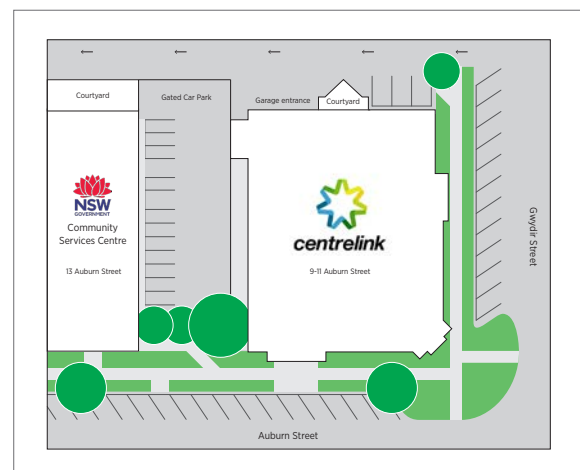 Courtyard
Gated Car Park
Garage entrance
Courtyard
NSW
GOVERNMENT
Community
Services Centre
13 Auburn Street
centrelink
9-11 Auburn Street
Gwydir Street
Auburn Street